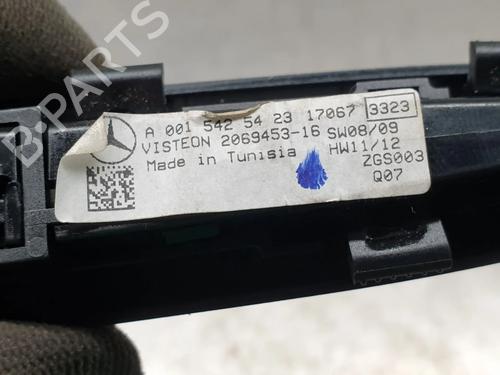 A 001 542 54 23 17067 3323
VISTEON 2069453-16 SW08/09
Made in Tunisia HW11/12
ZGS003
Q07
B-PARTS